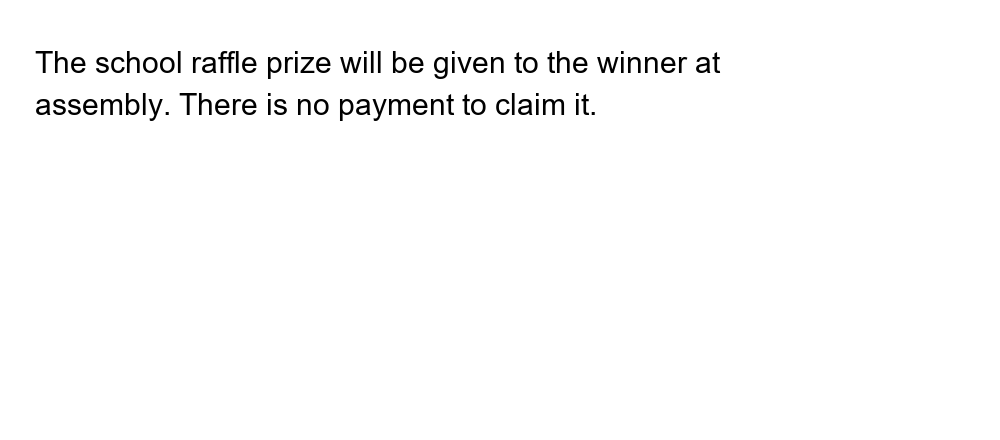 The school raffle prize will be given to the winner at
assembly. There is no payment to claim it.